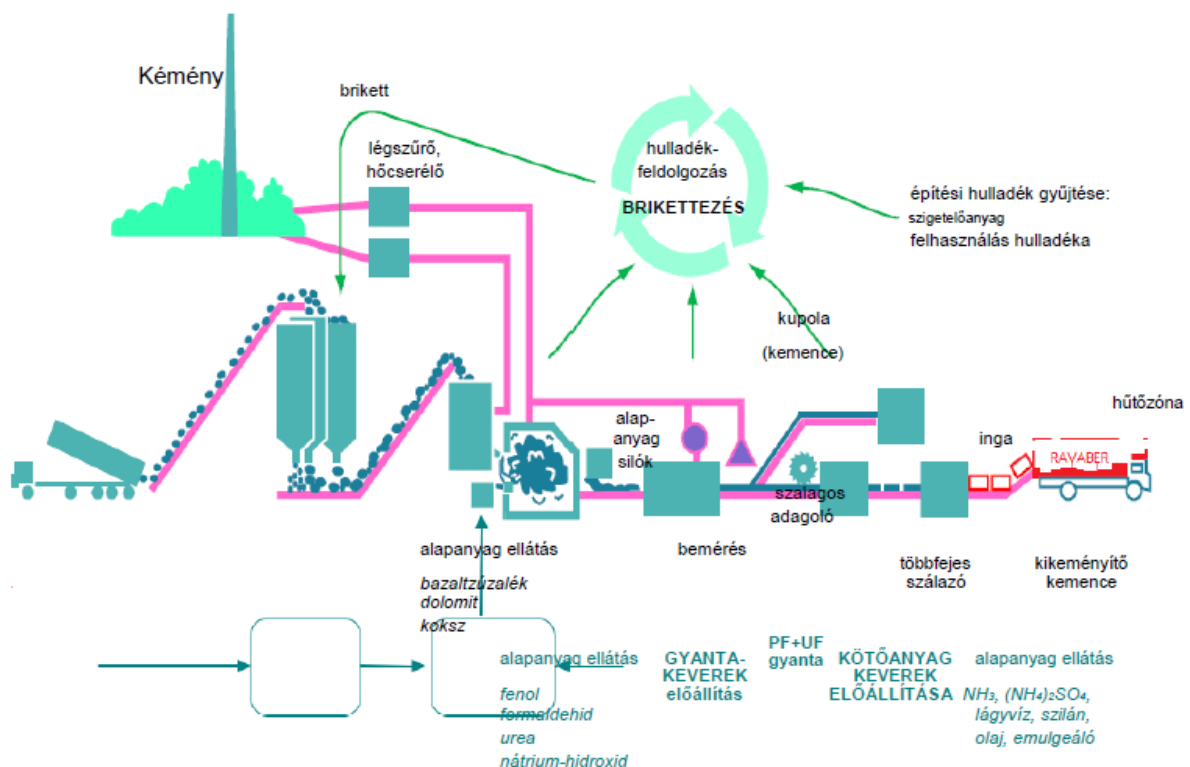 Kémény
brikett
légszűrő,
hőcserélő
hulladék-
feldolgozás
BRIKETTEZÉS
építési hulladék gyűjtése:
szigetelőanyag
felhasználás hulladéka
kupola
(kemence)
alap-
anyag
silók
hűtőzóna
inga
RAVABER
szálagos
adagoló
alapanyag ellátás
bazaltzúzalék
dolomit
koksz
bemérés
többfejes
szálazó
kikeményítő
kemence
alapanyag ellátás
fenol
formaldehid
urea
nátrium-hidroxid
GYANTA-
KEVEREK
előállítás
PF+UF
gyanta
KÖTŐANYAG
KEVEREK
ELŐÁLLÍTÁSA
alapanyag ellátás
NH₃, (NH₄)₂SO₄,
lágyvíz, szilán,
olaj, emulgeáló